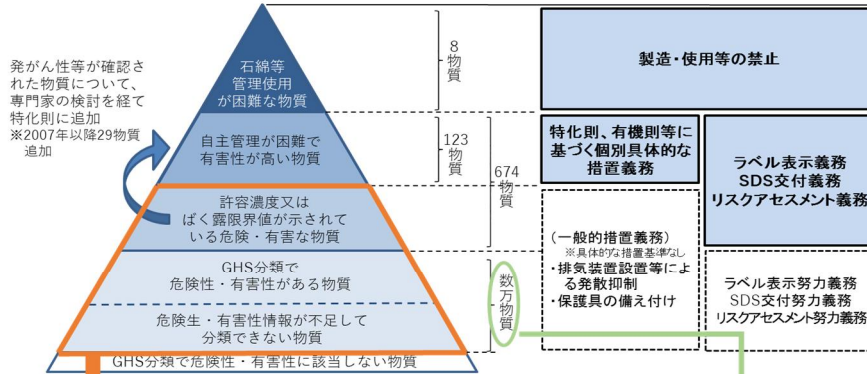 発がん性等が確認され
た物質について、
専門家の検討を経て
特化則に追加
※2007年以降29物質
追加
石綿等
管理使用
が困難な物質
自主管理が困難で
有害性が高い物質
許容濃度又は
ばく露限界値が示されて
いる危険・有害な物質
GHS分類で
危険性・有害性がある物質
危険生・有害性情報が不足して
分類できない物質
GHS分類で危険性・有害性に該当しない物質
8
物質
123
物質
674
物質
数万物質
製造・使用等の禁止
特化則、有機則等に
基づく個別具体的な
措置義務
ラベル表示義務
SDS交付義務
リスクアセスメント義務
(一般的措置義務)
※具体的な措置基準なし
・排気装置設置等によ
る発散抑制
・保護具の備え付け
ラベル表示努力義務
SDS交付努力義務
リスクアセスメント努力義務